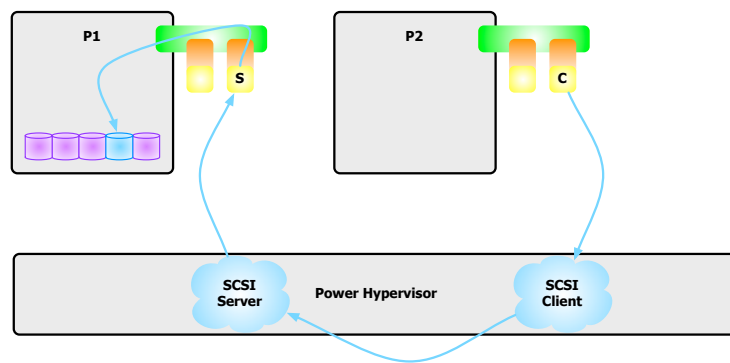 P1
P2
S
C
SCSI
Server
Power Hypervisor
SCSI
Client